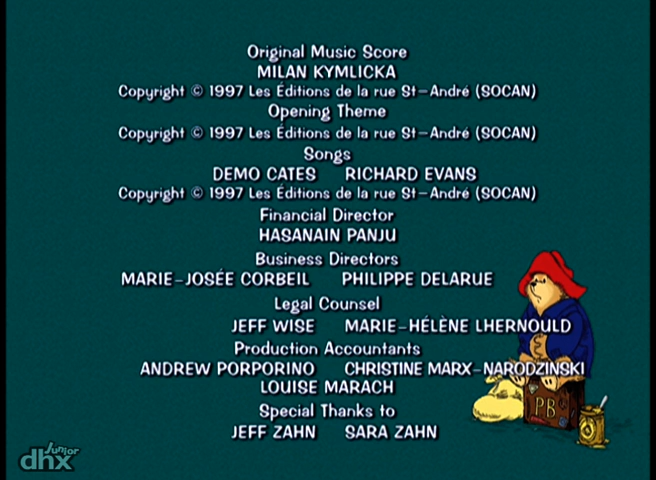 Original Music Score
MILAN KYMLICKA
Copyright © 1997 Les Éditions de la rue St-André (SOCAN)
Opening Theme
Copyright © 1997 Les Éditions de la rue St-André (SOCAN)
Songs
DEMO CATES RICHARD EVANS
Copyright © 1997 Les Éditions de la rue St-André (SOCAN)
Financial Director
HASANAIN PANJU
Business Directors
MARIE-JOSÉE CORBEIL PHILIPPE DELARUE
Legal Counsel
JEFF WISE MARIE-HÉLÈNE LHERNOULD
Production Accountants
ANDREW PORPORINO CHRISTINE MARX-NARODZINSKI
LOUISE MARACH
PB
Special Thanks to
JEFF ZAHN SARA ZAHN
dhx Junior